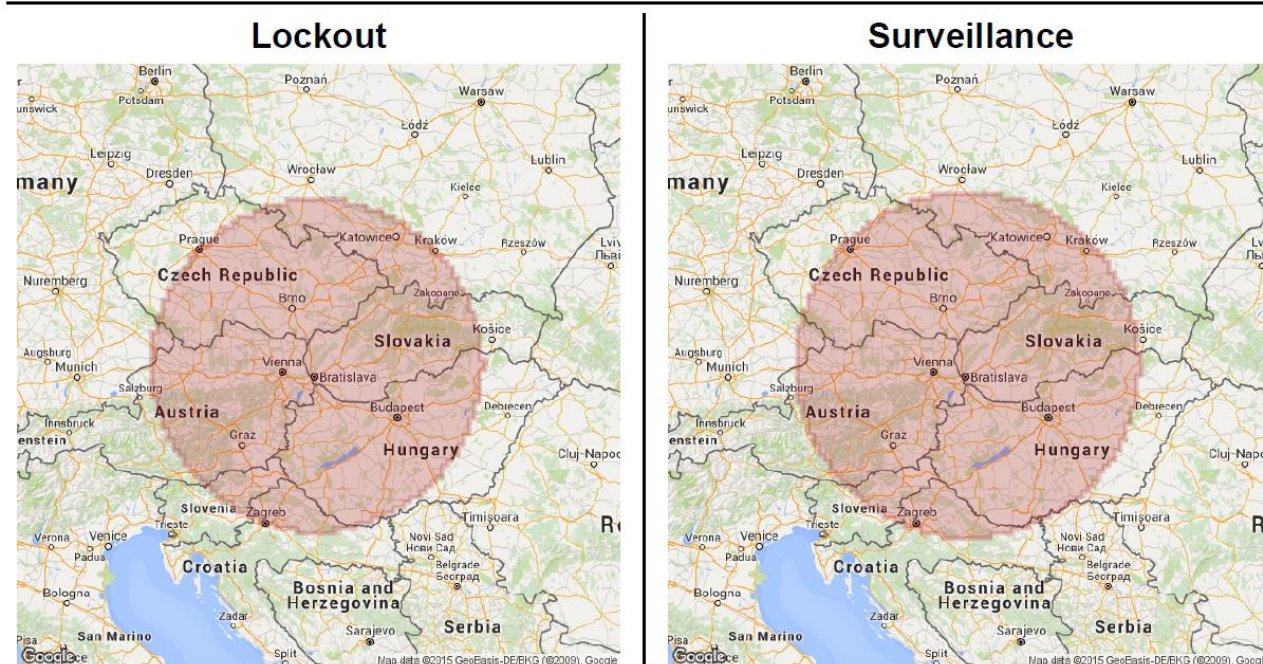 Lockout
Berlin
Potsdam
Poznań
Warsaw
Łódź
Leipzig
Dresden
Wrocław
Lublin
many
Kielce
Prague
Katowice
Kraków
Rzeszów
Czech Republic
Nuremberg
Brno
Zakopane
Slovakia
Košice
Augsburg
Munich
Vienna
Bratislava
Salzburg
Austria
Budapest
Debrecen
Innsbruck
enstein
Graz
Hungary
Cluj-Napoc
Slovenia
Zagreb
Timișoara
Trieste
Verona
Venice
Padua
Novi Sad
Нови Сад
Croatia
Belgrade
Београд
Bologna
Bosnia and
Herzegovina
Zadar
Serbia
Pisa
San Marino
Sarajevo
Split
Google
Map data ©2015 GeoBasis-DE/BKG (©2009), Google
Surveillance
Berlin
Potsdam
Poznań
Warsaw
Łódź
Leipzig
Dresden
Wrocław
Lublin
many
Kielce
Prague
Katowice
Kraków
Rzeszów
Czech Republic
Nuremberg
Brno
Zakopane
Slovakia
Košice
Augsburg
Munich
Vienna
Bratislava
Salzburg
Austria
Budapest
Debrecen
Innsbruck
enstein
Graz
Hungary
Cluj-Napo
Slovenia
Zagreb
Timișoara
Trieste
Verona
Venice
Padua
Novi Sad
Нови Сад
Croatia
Belgrade
Београд
Bologna
Bosnia and
Herzegovina
Zadar
Serbia
Pisa
San Marino
Sarajevo
Split
Google
Map data ©2015 GeoBasis-DE/BKG (©2009), Google